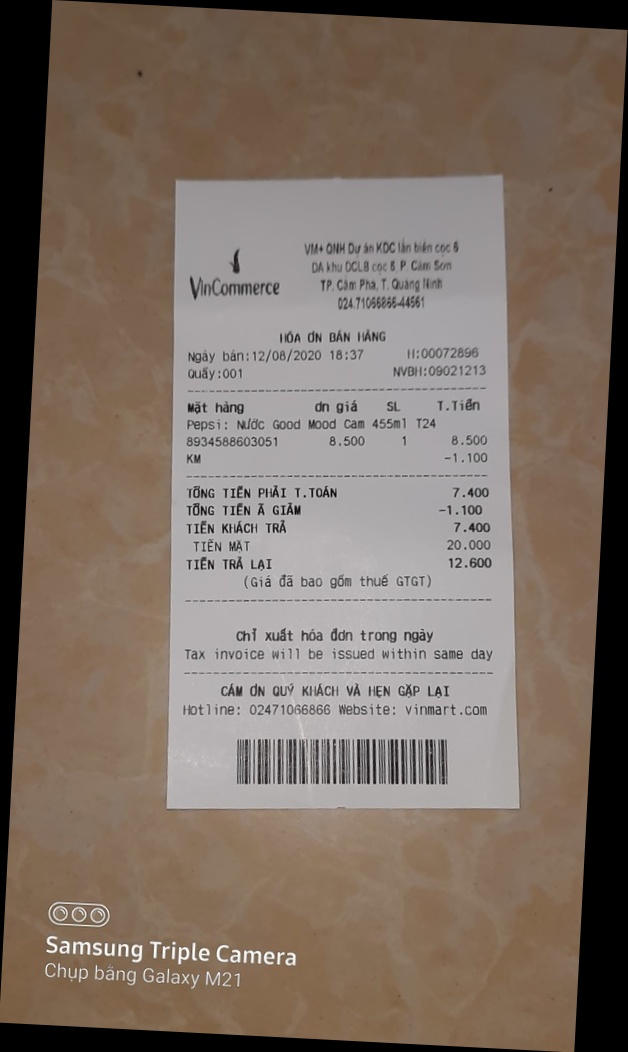 VinCommerce
VM+ QNH Dự án KDC lấn biển cọc 6
DA khu DCLB cọc 6, P. Cẩm Sơn
TP. Cẩm Phả, T. Quảng Ninh
024.71066866-44561
HÓA ƠN BÁN HÀNG
Ngày bán:12/08/2020 18:37 H:00072896
Quầy:001 NVBH:09021213
Mặt hàng ơn giá SL T.Tiền
Pepsi: Nước Good Mood Cam 455ml T24
8934588603051 8.500 1 8.500
KM -1.100
TỔNG TIỀN PHẢI T.TOÁN 7.400
TỔNG TIỀN Ã GIẢM -1.100
TIỀN KHÁCH TRẢ 7.400
TIỀN MẶT 20.000
TIỀN TRẢ LẠI 12.600
(Giá đã bao gồm thuế GTGT)
Chỉ xuất hóa đơn trong ngày
Tax invoice will be issued within same day
CẢM ƠN QUÝ KHÁCH VÀ HẸN GẶP LẠI
Hotline: 02471066866 Website: vinmart.com
Samsung Triple Camera
Chụp bằng Galaxy M21